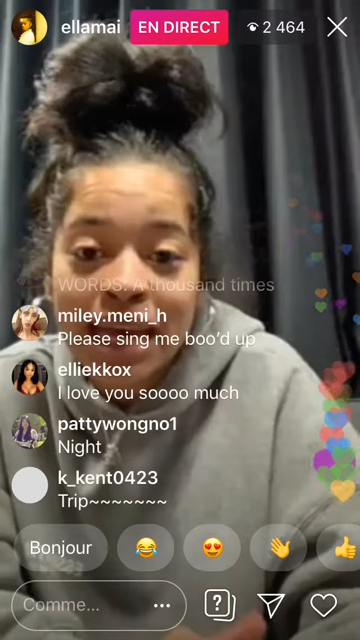 ellamai EN DIRECT 2 464
WORDS: A thousand times
miley.meni_h
Please sing me boo'd up
elliekkox
I love you soooo much
pattywongno1
Night
k_kent0423
Trip~~~~~~~
Bonjour
Comme...